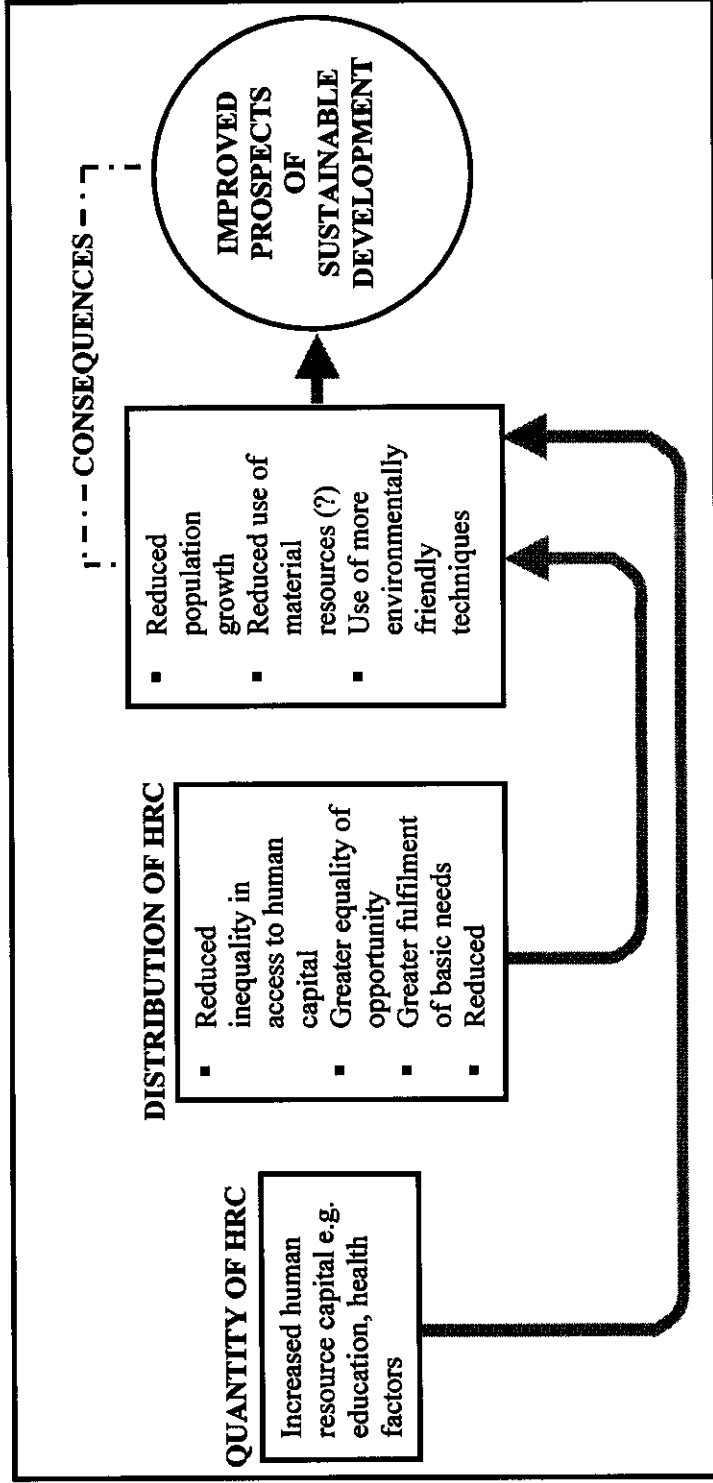 QUANTITY OF HRC
Increased human
resource capital e.g.
education, health
factors
DISTRIBUTION OF HRC
▪ Reduced
inequality in
access to human
capital
▪ Greater equality of
opportunity
▪ Greater fulfilment
of basic needs
▪ Reduced
CONSEQUENCES
▪ Reduced
population
growth
▪ Reduced use of
material
resources (?)
▪ Use of more
environmentally
friendly
techniques
IMPROVED
PROSPECTS
OF
SUSTAINABLE
DEVELOPMENT